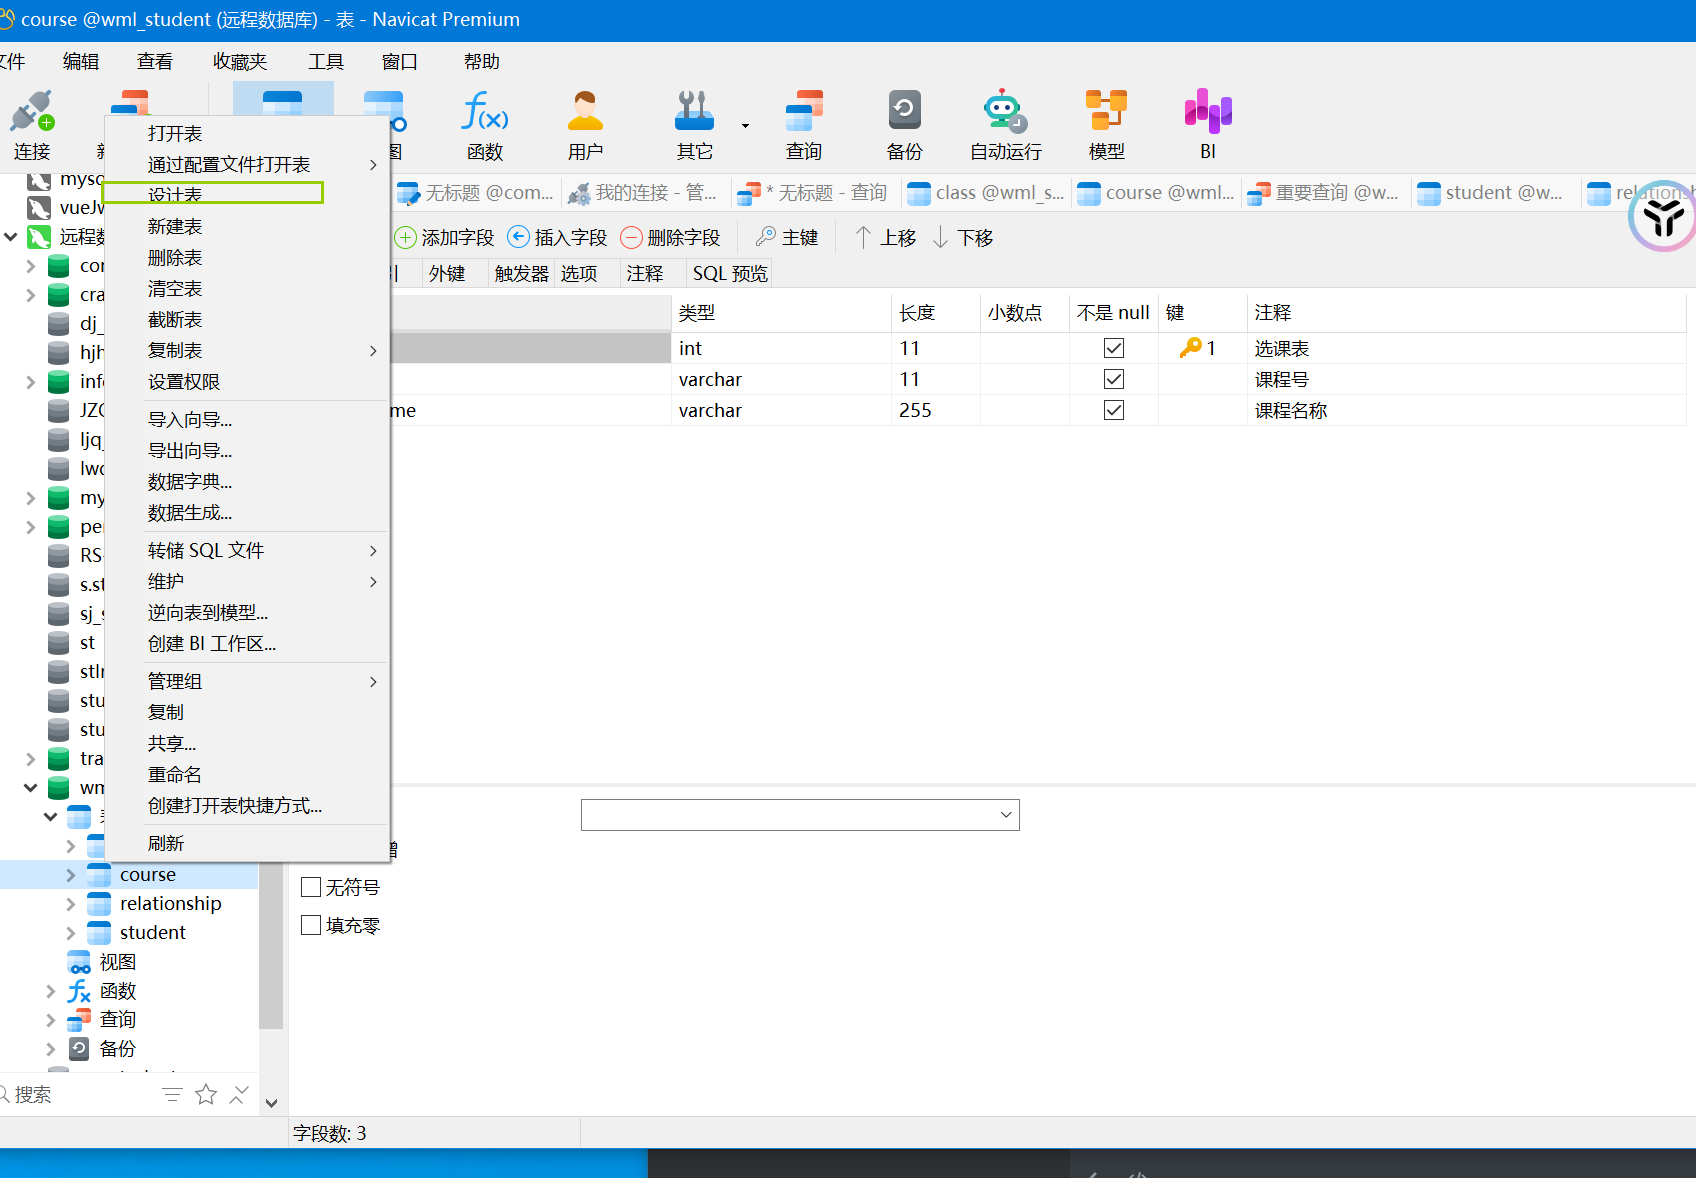 course @wml_student (远程数据库) - 表 - Navicat Premium
文件 编辑 查看 收藏夹 工具 窗口 帮助
连接 新 图 函数 用户 其它 查询 备份 自动运行 模型 BI
无标题 @com... 我的连接 - 管... * 无标题 - 查询 class @wml_s... course @wml... 重要查询 @w... student @w... relationsh
添加字段 插入字段 删除字段 主键 上移 下移
引 外键 触发器 选项 注释 SQL 预览
类型 长度 小数点 不是 null 键 注释
int 11 1 选课表
varchar 11 课程号
me varchar 255 课程名称
打开表
通过配置文件打开表
设计表
新建表
删除表
清空表
截断表
复制表
设置权限
导入向导...
导出向导...
数据字典...
数据生成...
转储 SQL 文件
维护
逆向表到模型...
创建 BI 工作区...
管理组
复制
共享...
重命名
创建打开表快捷方式...
刷新
mysq
vueJw
远程数
cor
cra
dj_
hjh
info
JZC
ljq_
lwc
my
per
RS-
s.st
sj_s
st
stlr
stu
stu
tra
wm
表
course
relationship
student
视图
函数
查询
备份
搜索
增
无符号
填充零
字段数: 3